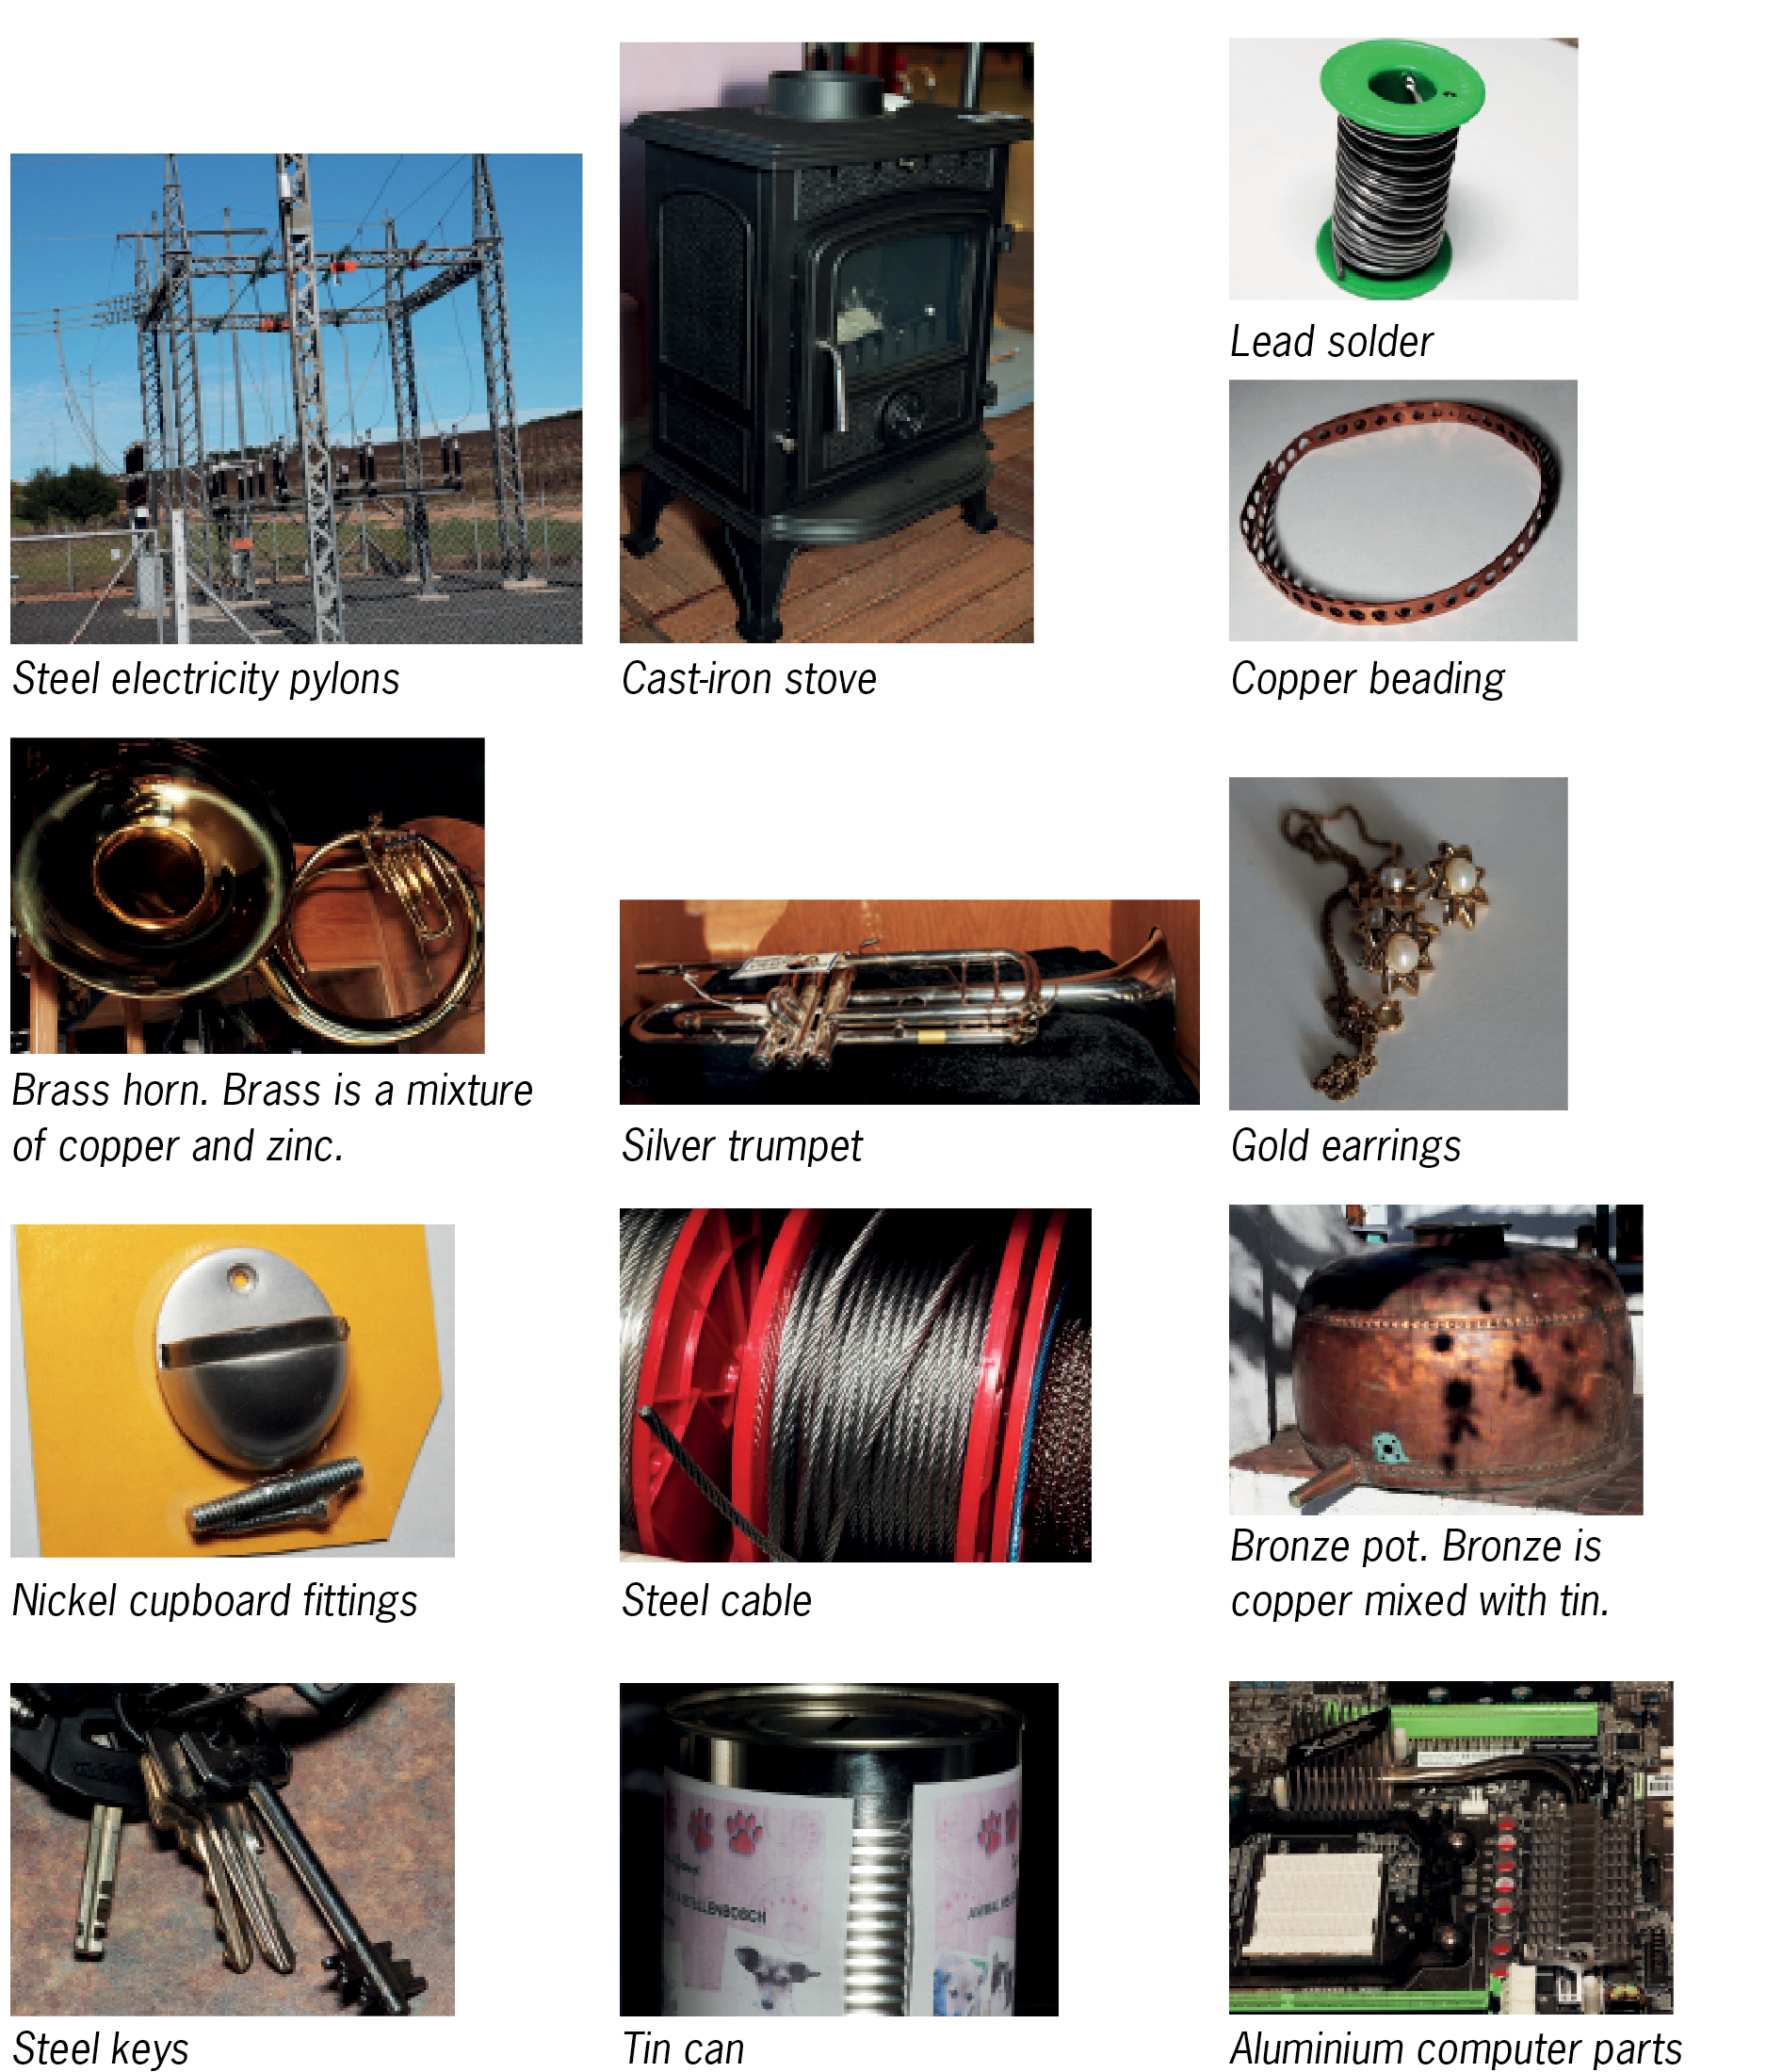 Lead solder
Steel electricity pylons
Cast-iron stove
Copper beading
Brass horn. Brass is a mixture
of copper and zinc.
Silver trumpet
Gold earrings
Nickel cupboard fittings
Steel cable
Bronze pot. Bronze is
copper mixed with tin.
Steel keys
Tin can
Aluminium computer parts